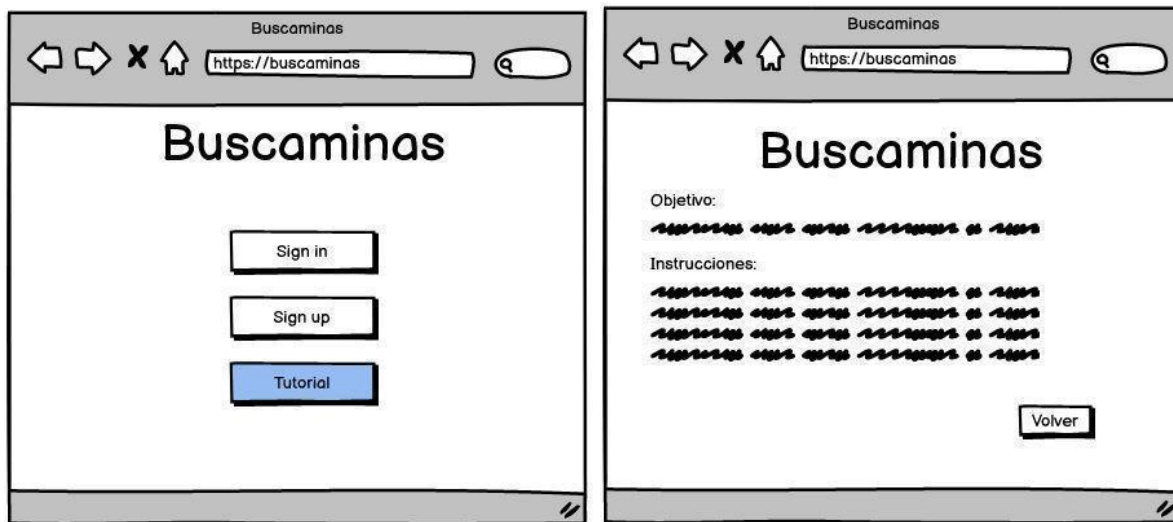 Buscaminas
https://buscaminas
Buscaminas
Sign in
Sign up
Tutorial
Buscaminas
https://buscaminas
Buscaminas
Objetivo:
Instrucciones:
Volver